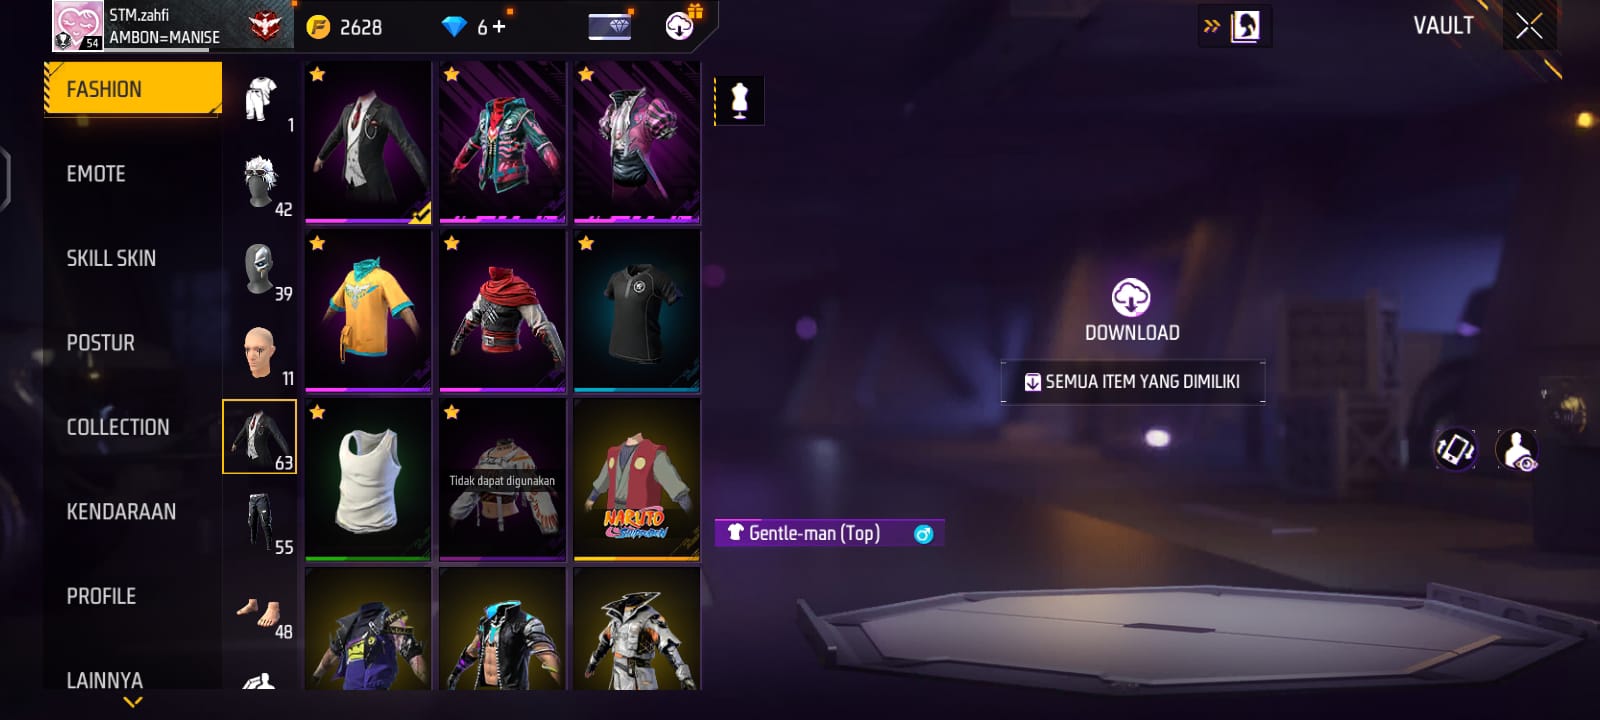 STM.zahfi
AMBON=MANISE
54
2628
6+
VAULT
FASHION
EMOTE
SKILL SKIN
POSTUR
COLLECTION
KENDARAAN
PROFILE
LAINNYA
1
42
39
11
63
55
48
Tidak dapat digunakan
NARUTO
SHIPPUDEN
DOWNLOAD
SEMUA ITEM YANG DIMILIKI
Gentle-man (Top)